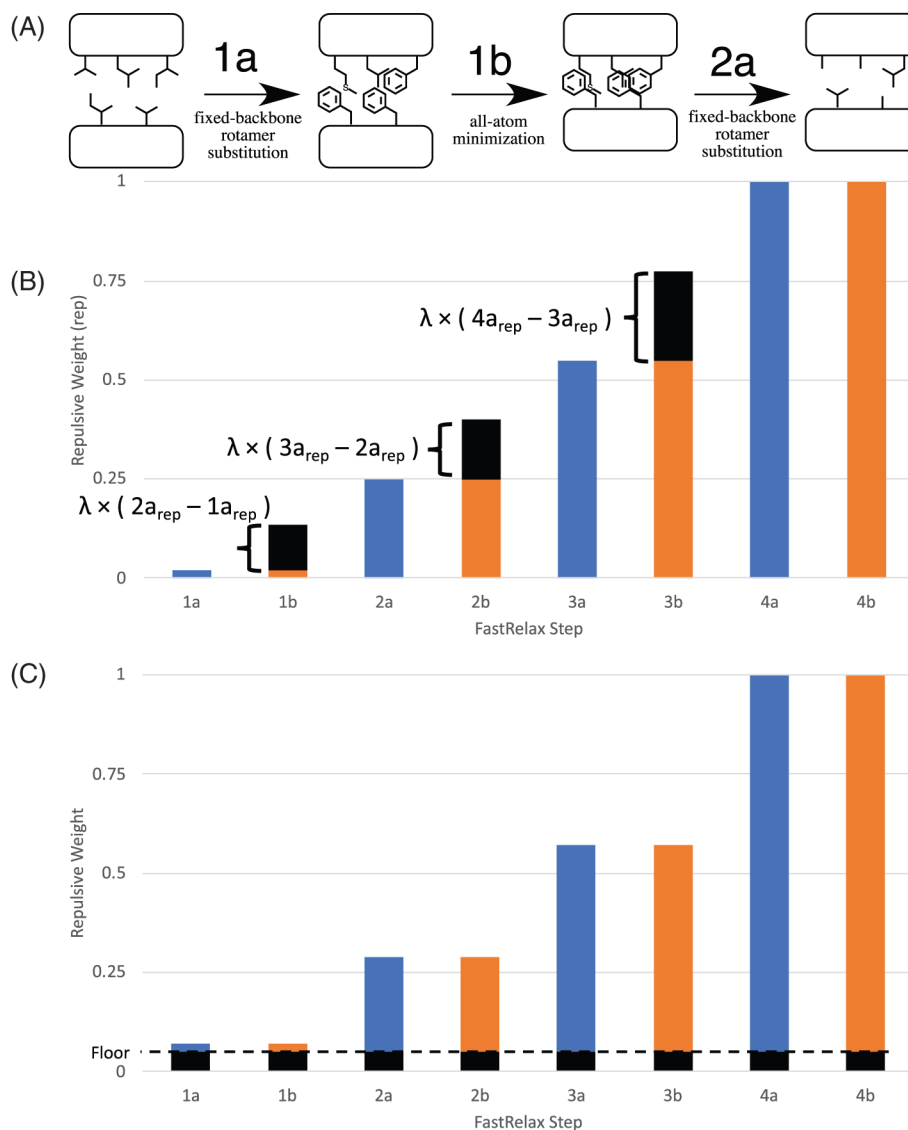 (A)
1a
fixed-backbone
rotamer
substitution
S
1b
all-atom
minimization
S
2a
fixed-backbone
rotamer
substitution
(B)
Repulsive Weight (rep)
1
0.75
0.5
0.25
0
λ × ( 2a_rep – 1a_rep )
λ × ( 3a_rep – 2a_rep )
λ × ( 4a_rep – 3a_rep )
1a 1b 2a 2b 3a 3b 4a 4b
FastRelax Step
(C)
Repulsive Weight
1
0.75
0.5
0.25
Floor
0
1a 1b 2a 2b 3a 3b 4a 4b
FastRelax Step